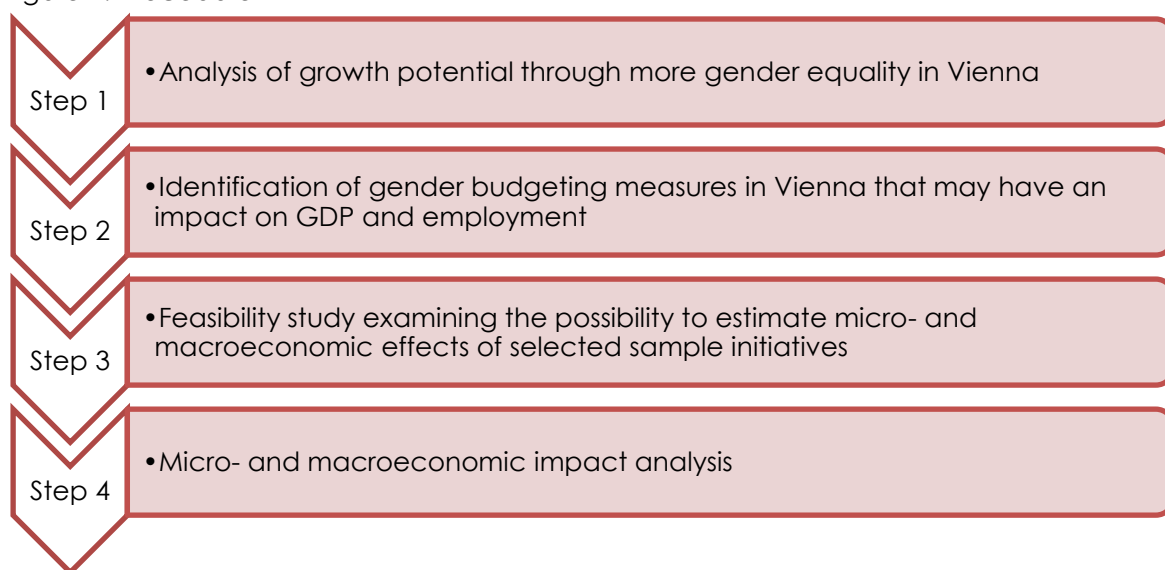 Step 1
•Analysis of growth potential through more gender equality in Vienna
Step 2
•Identification of gender budgeting measures in Vienna that may have an
impact on GDP and employment
Step 3
•Feasibility study examining the possibility to estimate micro- and
macroeconomic effects of selected sample initiatives
Step 4
•Micro- and macroeconomic impact analysis